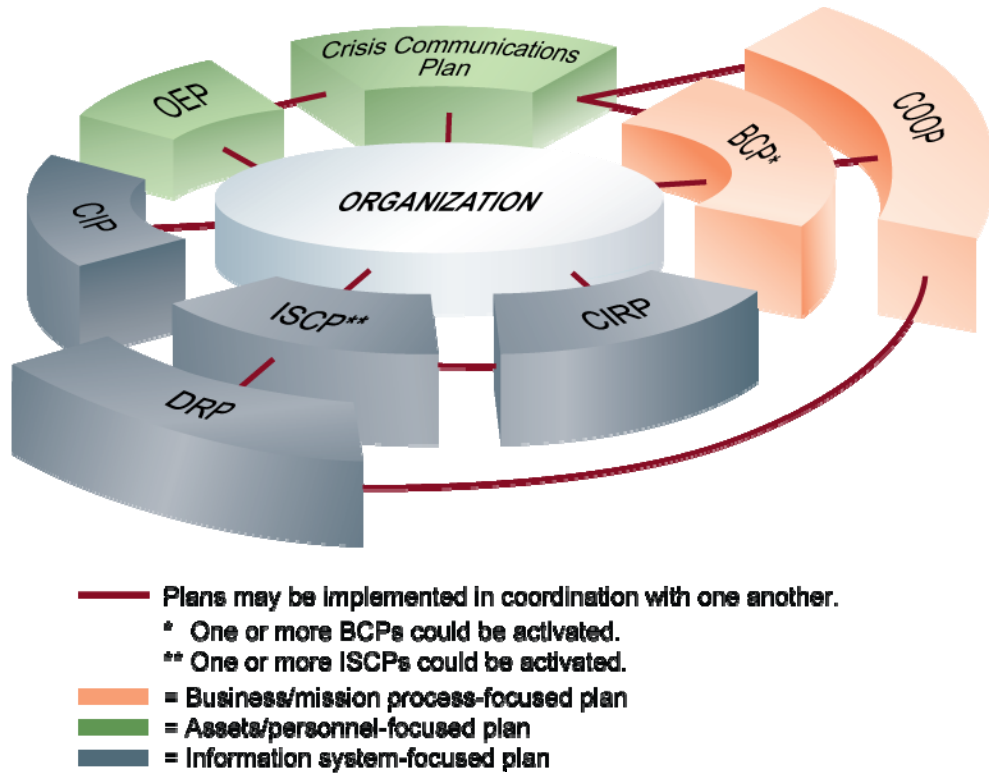 Crisis Communications
Plan
OEP
COOP
BCP*
CIP
ORGANIZATION
ISCP**
CIRP
DRP
Plans may be implemented in coordination with one another.
* One or more BCPs could be activated.
** One or more ISCPs could be activated.
= Business/mission process-focused plan
= Assets/personnel-focused plan
= Information system-focused plan